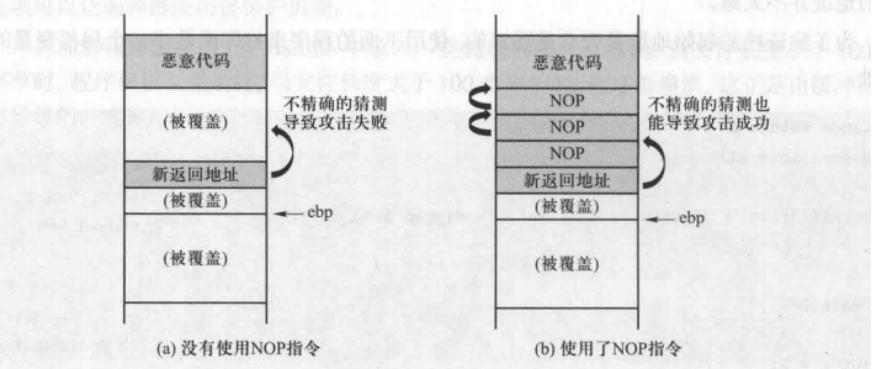 恶意代码
(被覆盖)
不精确的猜测
导致攻击失败
新返回地址
(被覆盖)
ebp
(被覆盖)
(a) 没有使用NOP指令
恶意代码
NOP
NOP
NOP
不精确的猜测也
能导致攻击成功
新返回地址
(被覆盖)
ebp
(被覆盖)
(b) 使用了NOP指令